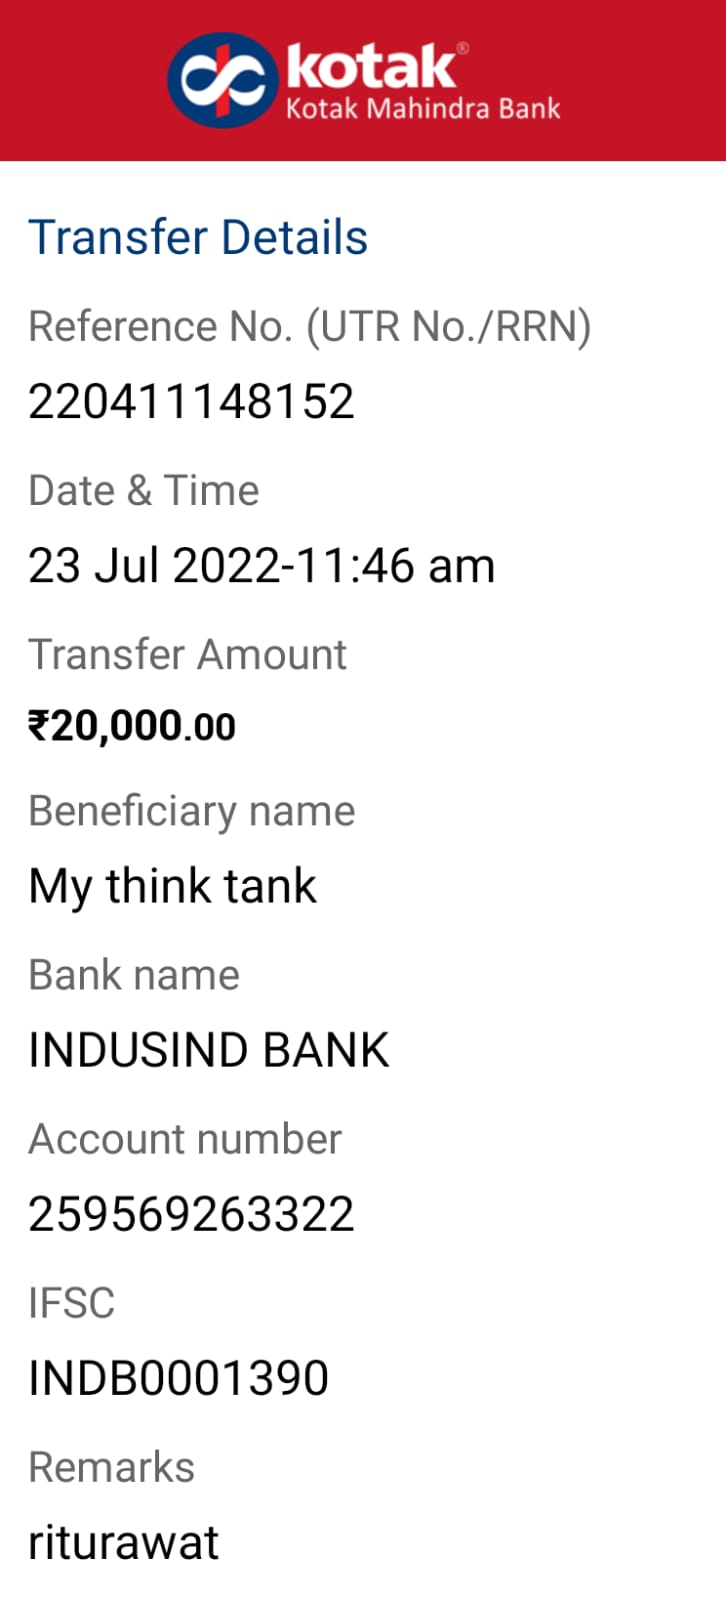 kotak®
Kotak Mahindra Bank
Transfer Details
Reference No. (UTR No./RRN)
220411148152
Date & Time
23 Jul 2022-11:46 am
Transfer Amount
₹20,000.00
Beneficiary name
My think tank
Bank name
INDUSIND BANK
Account number
259569263322
IFSC
INDB0001390
Remarks
riturawat